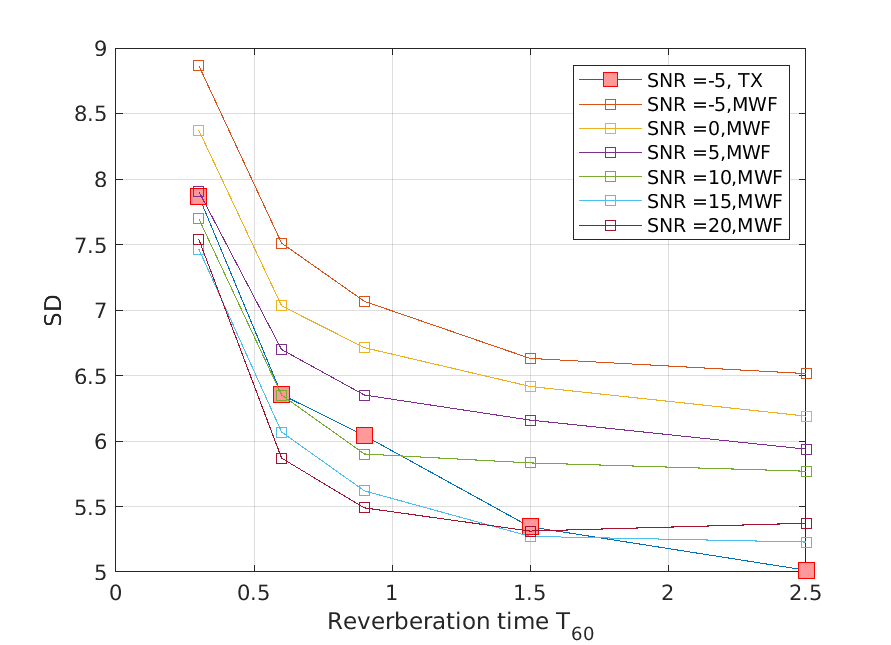 9
8.5
8
7.5
7
6.5
6
5.5
5
SD
SNR =-5, TX
SNR =-5,MWF
SNR =0,MWF
SNR =5,MWF
SNR =10,MWF
SNR =15,MWF
SNR =20,MWF
0 0.5 1 1.5 2 2.5
Reverberation time T60